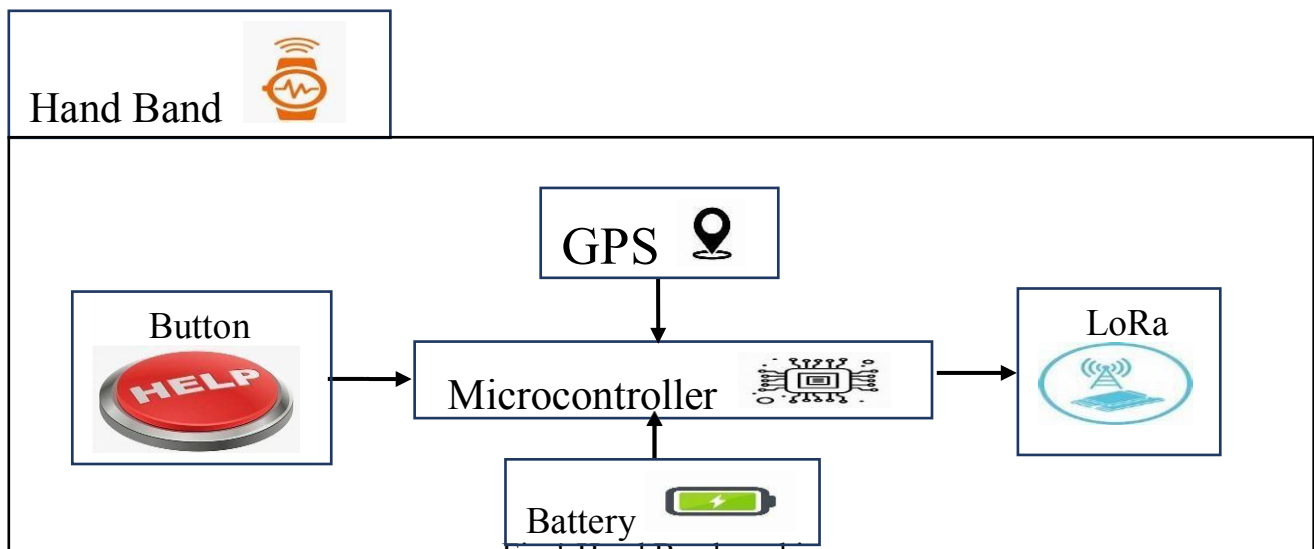 Hand Band
GPS
Button
HELP
LoRa
Microcontroller
Battery